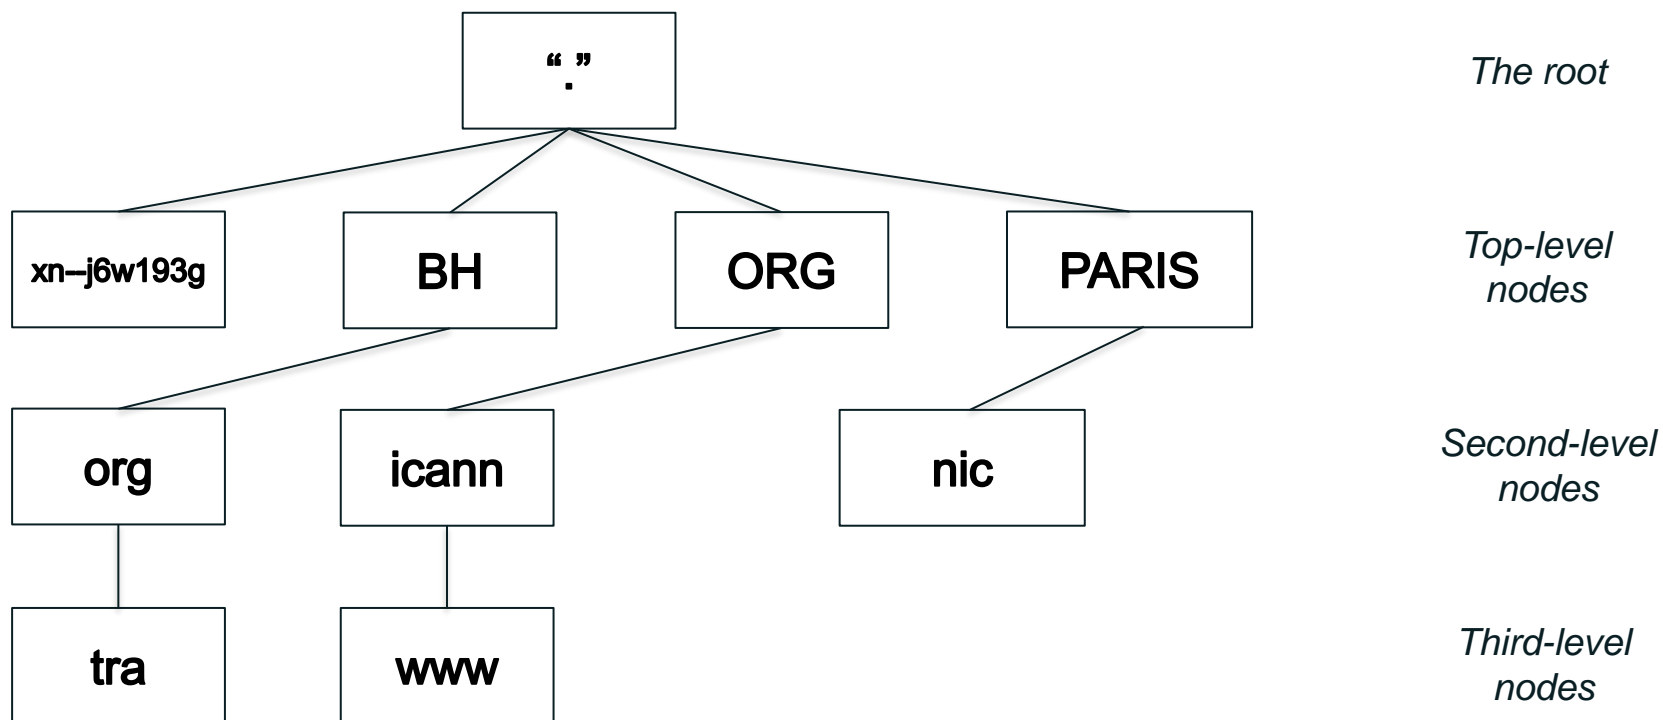 “.”
The root
xn--j6w193g
BH
ORG
PARIS
Top-level
nodes
org
icann
nic
Second-level
nodes
tra
www
Third-level
nodes